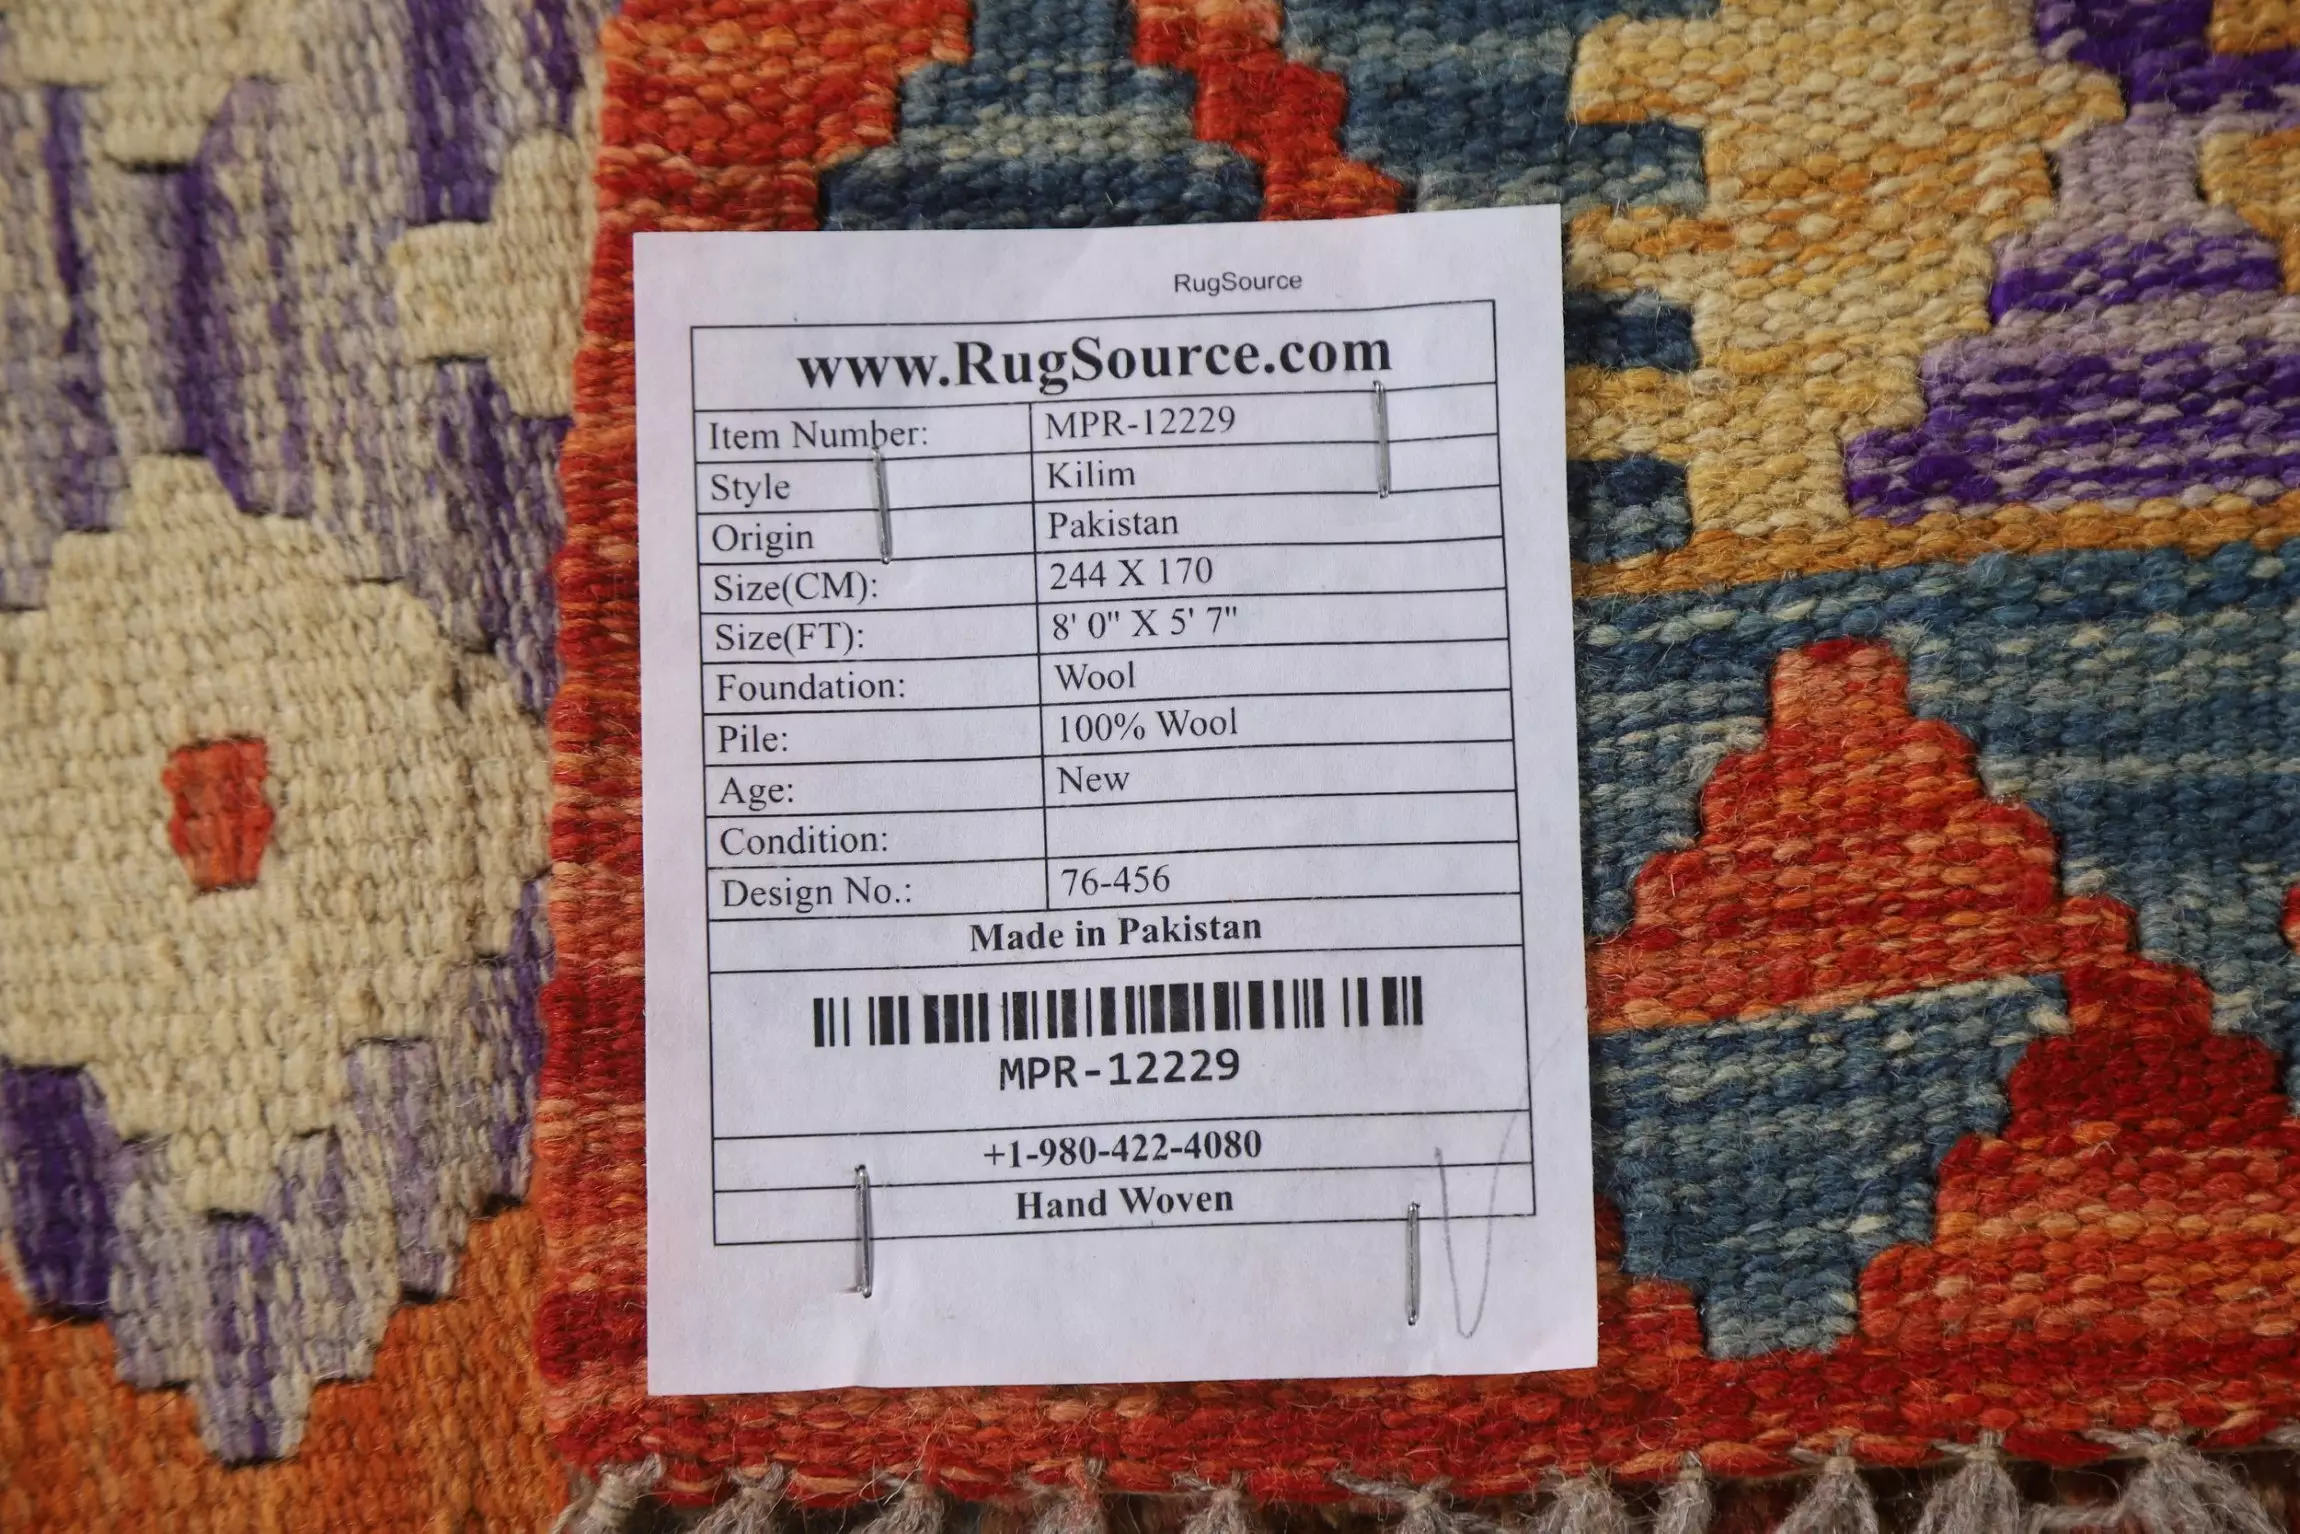 RugSource
www.RugSource.com
Item Number: MPR-12229
Style Kilim
Origin Pakistan
Size(CM): 244 X 170
Size(FT): 8' 0" X 5' 7"
Foundation: Wool
Pile: 100% Wool
Age: New
Condition:
Design No.: 76-456
Made in Pakistan
MPR-12229
+1-980-422-4080
Hand Woven